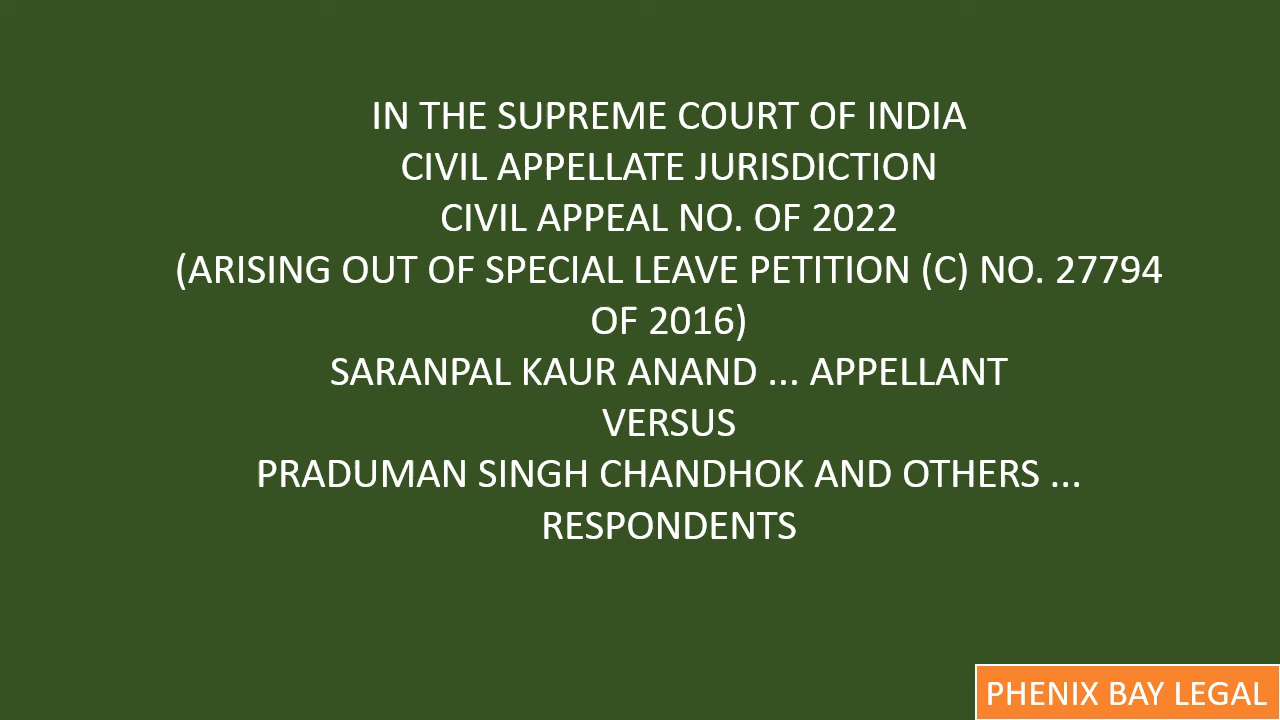 IN THE SUPREME COURT OF INDIA
CIVIL APPELLATE JURISDICTION
CIVIL APPEAL NO. OF 2022
(ARISING OUT OF SPECIAL LEAVE PETITION (C) NO. 27794
OF 2016)
SARANPAL KAUR ANAND ... APPELLANT
VERSUS
PRADUMAN SINGH CHANDHOK AND OTHERS ...
RESPONDENTS
PHENIX BAY LEGAL